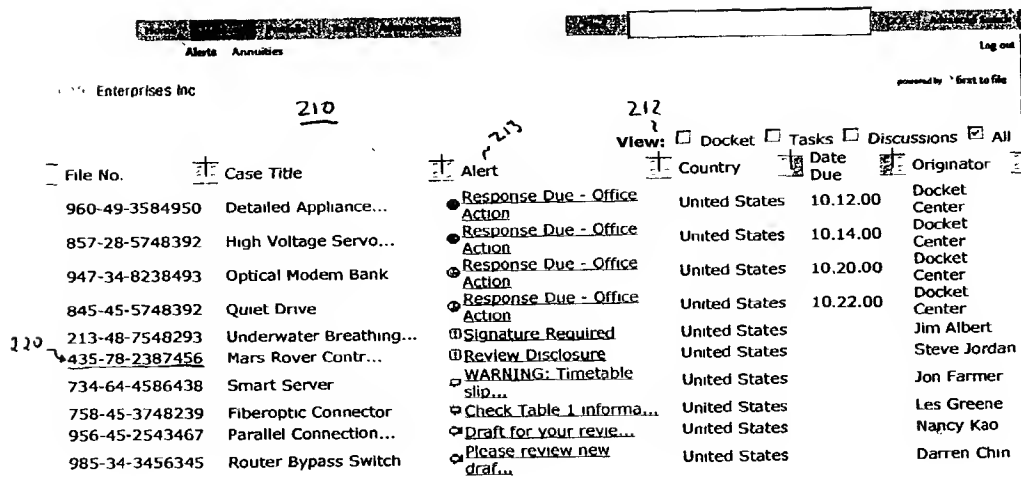 Alerts Annuities
Log out
Enterprises Inc
powered by first to file
210
212
213
View: Docket Tasks Discussions All
File No. Case Title Alert Country Date Due Originator
960-49-3584950 Detailed Appliance... Response Due - Office Action United States 10.12.00 Docket Center
857-28-5748392 High Voltage Servo... Response Due - Office Action United States 10.14.00 Docket Center
947-34-8238493 Optical Modem Bank Response Due - Office Action United States 10.20.00 Docket Center
845-45-5748392 Quiet Drive Response Due - Office Action United States 10.22.00 Docket Center
213-48-7548293 Underwater Breathing... Signature Required United States Jim Albert
220
435-78-2387456 Mars Rover Contr... Review Disclosure United States Steve Jordan
734-64-4586438 Smart Server WARNING: Timetable slip... United States Jon Farmer
758-45-3748239 Fiberoptic Connector Check Table 1 informa... United States Les Greene
956-45-2543467 Parallel Connection... Draft for your revie... United States Nancy Kao
985-34-3456345 Router Bypass Switch Please review new draf... United States Darren Chin